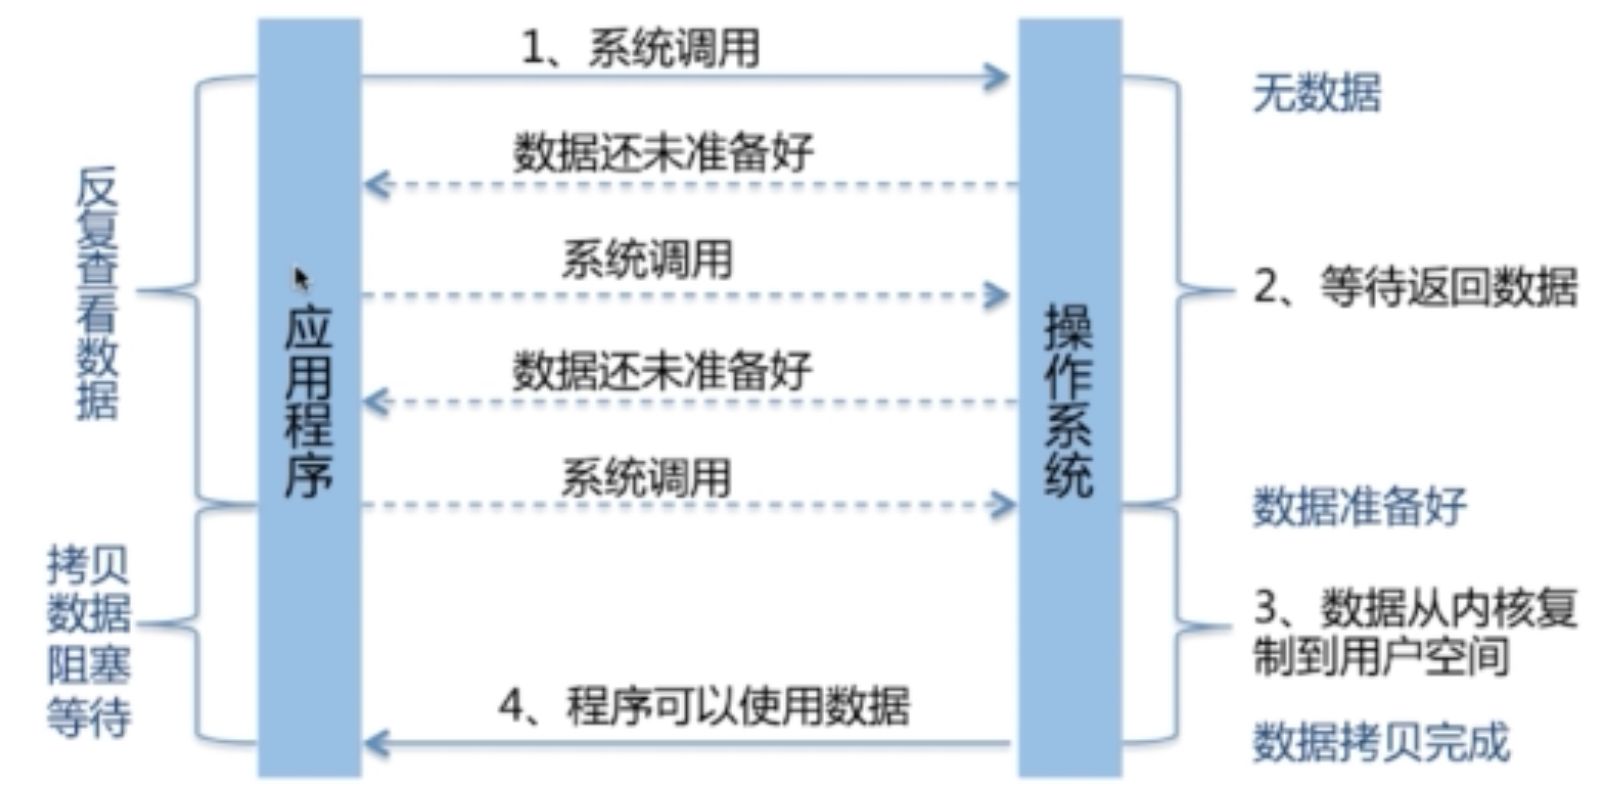 1、系统调用
无数据
数据还未准备好
反复查看数据
系统调用
2、等待返回数据
应用程序
操作系统
数据还未准备好
系统调用
数据准备好
拷贝
数据
阻塞
等待
3、数据从内核复
制到用户空间
4、程序可以使用数据
数据拷贝完成